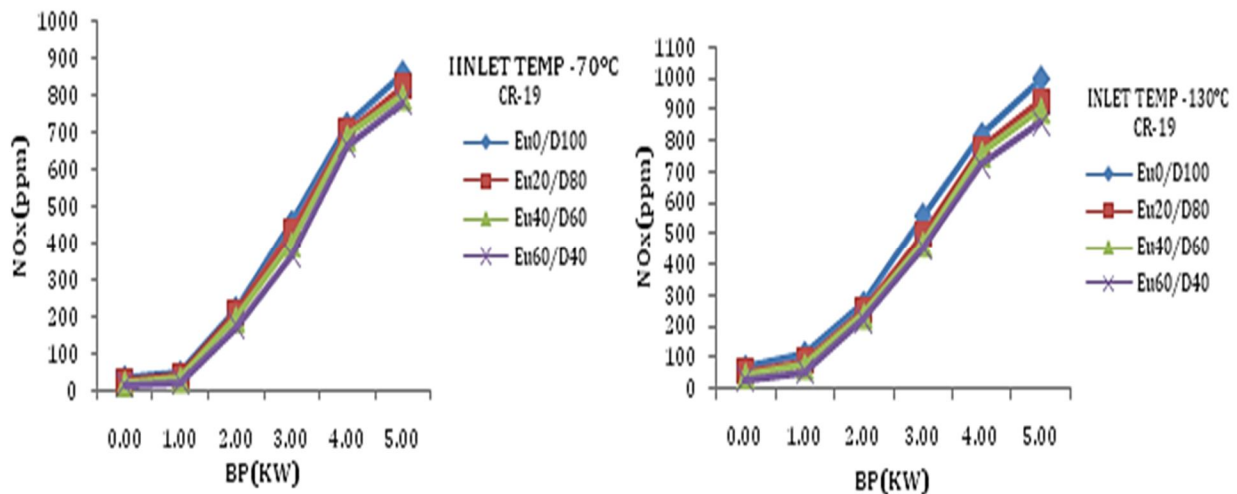 1000
900
800
700
600
500
400
300
200
100
0
NOx(ppm)
0.00 1.00 2.00 3.00 4.00 5.00
BP(KW)
IINLET TEMP -70°C
CR-19
Eu0/D100
Eu20/D80
Eu40/D60
Eu60/D40
1100
1000
900
800
700
600
500
400
300
200
100
0
NOx(ppm)
0.00 1.00 2.00 3.00 4.00 5.00
BP(KW)
INLET TEMP -130°C
CR-19
Eu0/D100
Eu20/D80
Eu40/D60
Eu60/D40